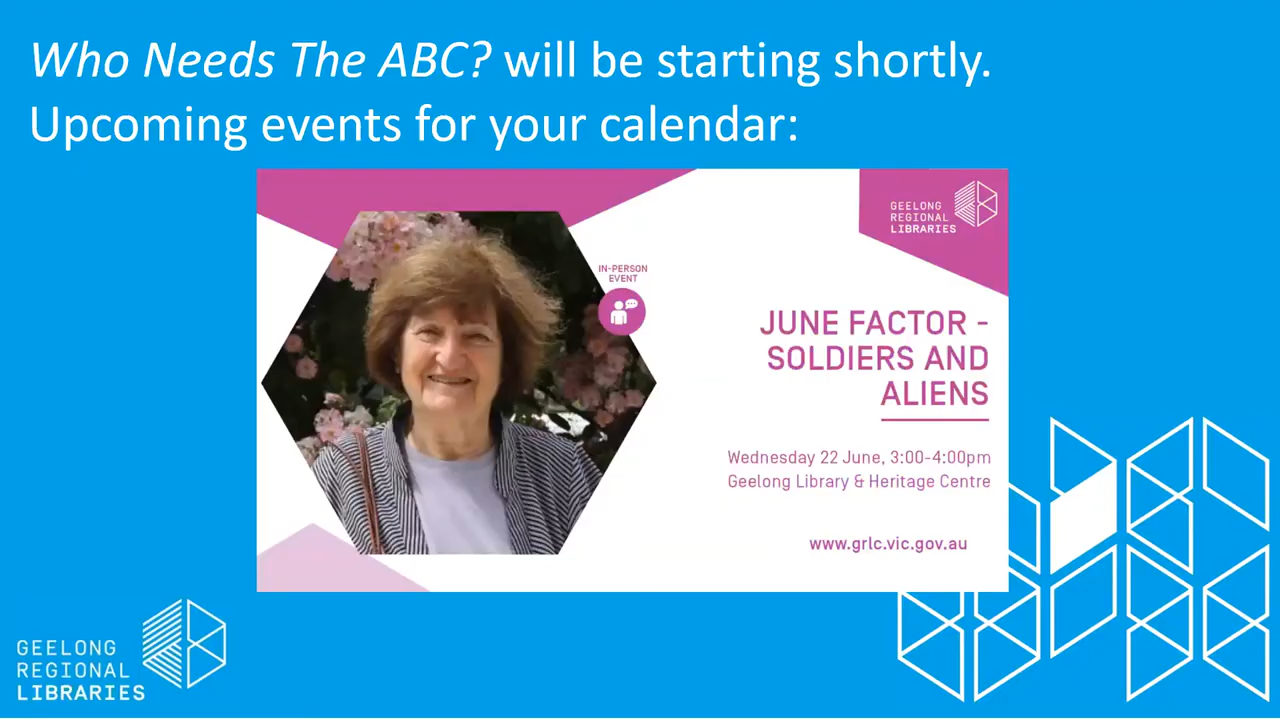 Who Needs The ABC? will be starting shortly.
Upcoming events for your calendar:
GEELONG
REGIONAL
LIBRARIES
IN-PERSON
EVENT
JUNE FACTOR -
SOLDIERS AND
ALIENS
Wednesday 22 June, 3:00-4:00pm
Geelong Library & Heritage Centre
www.grlc.vic.gov.au
GEELONG
REGIONAL
LIBRARIES